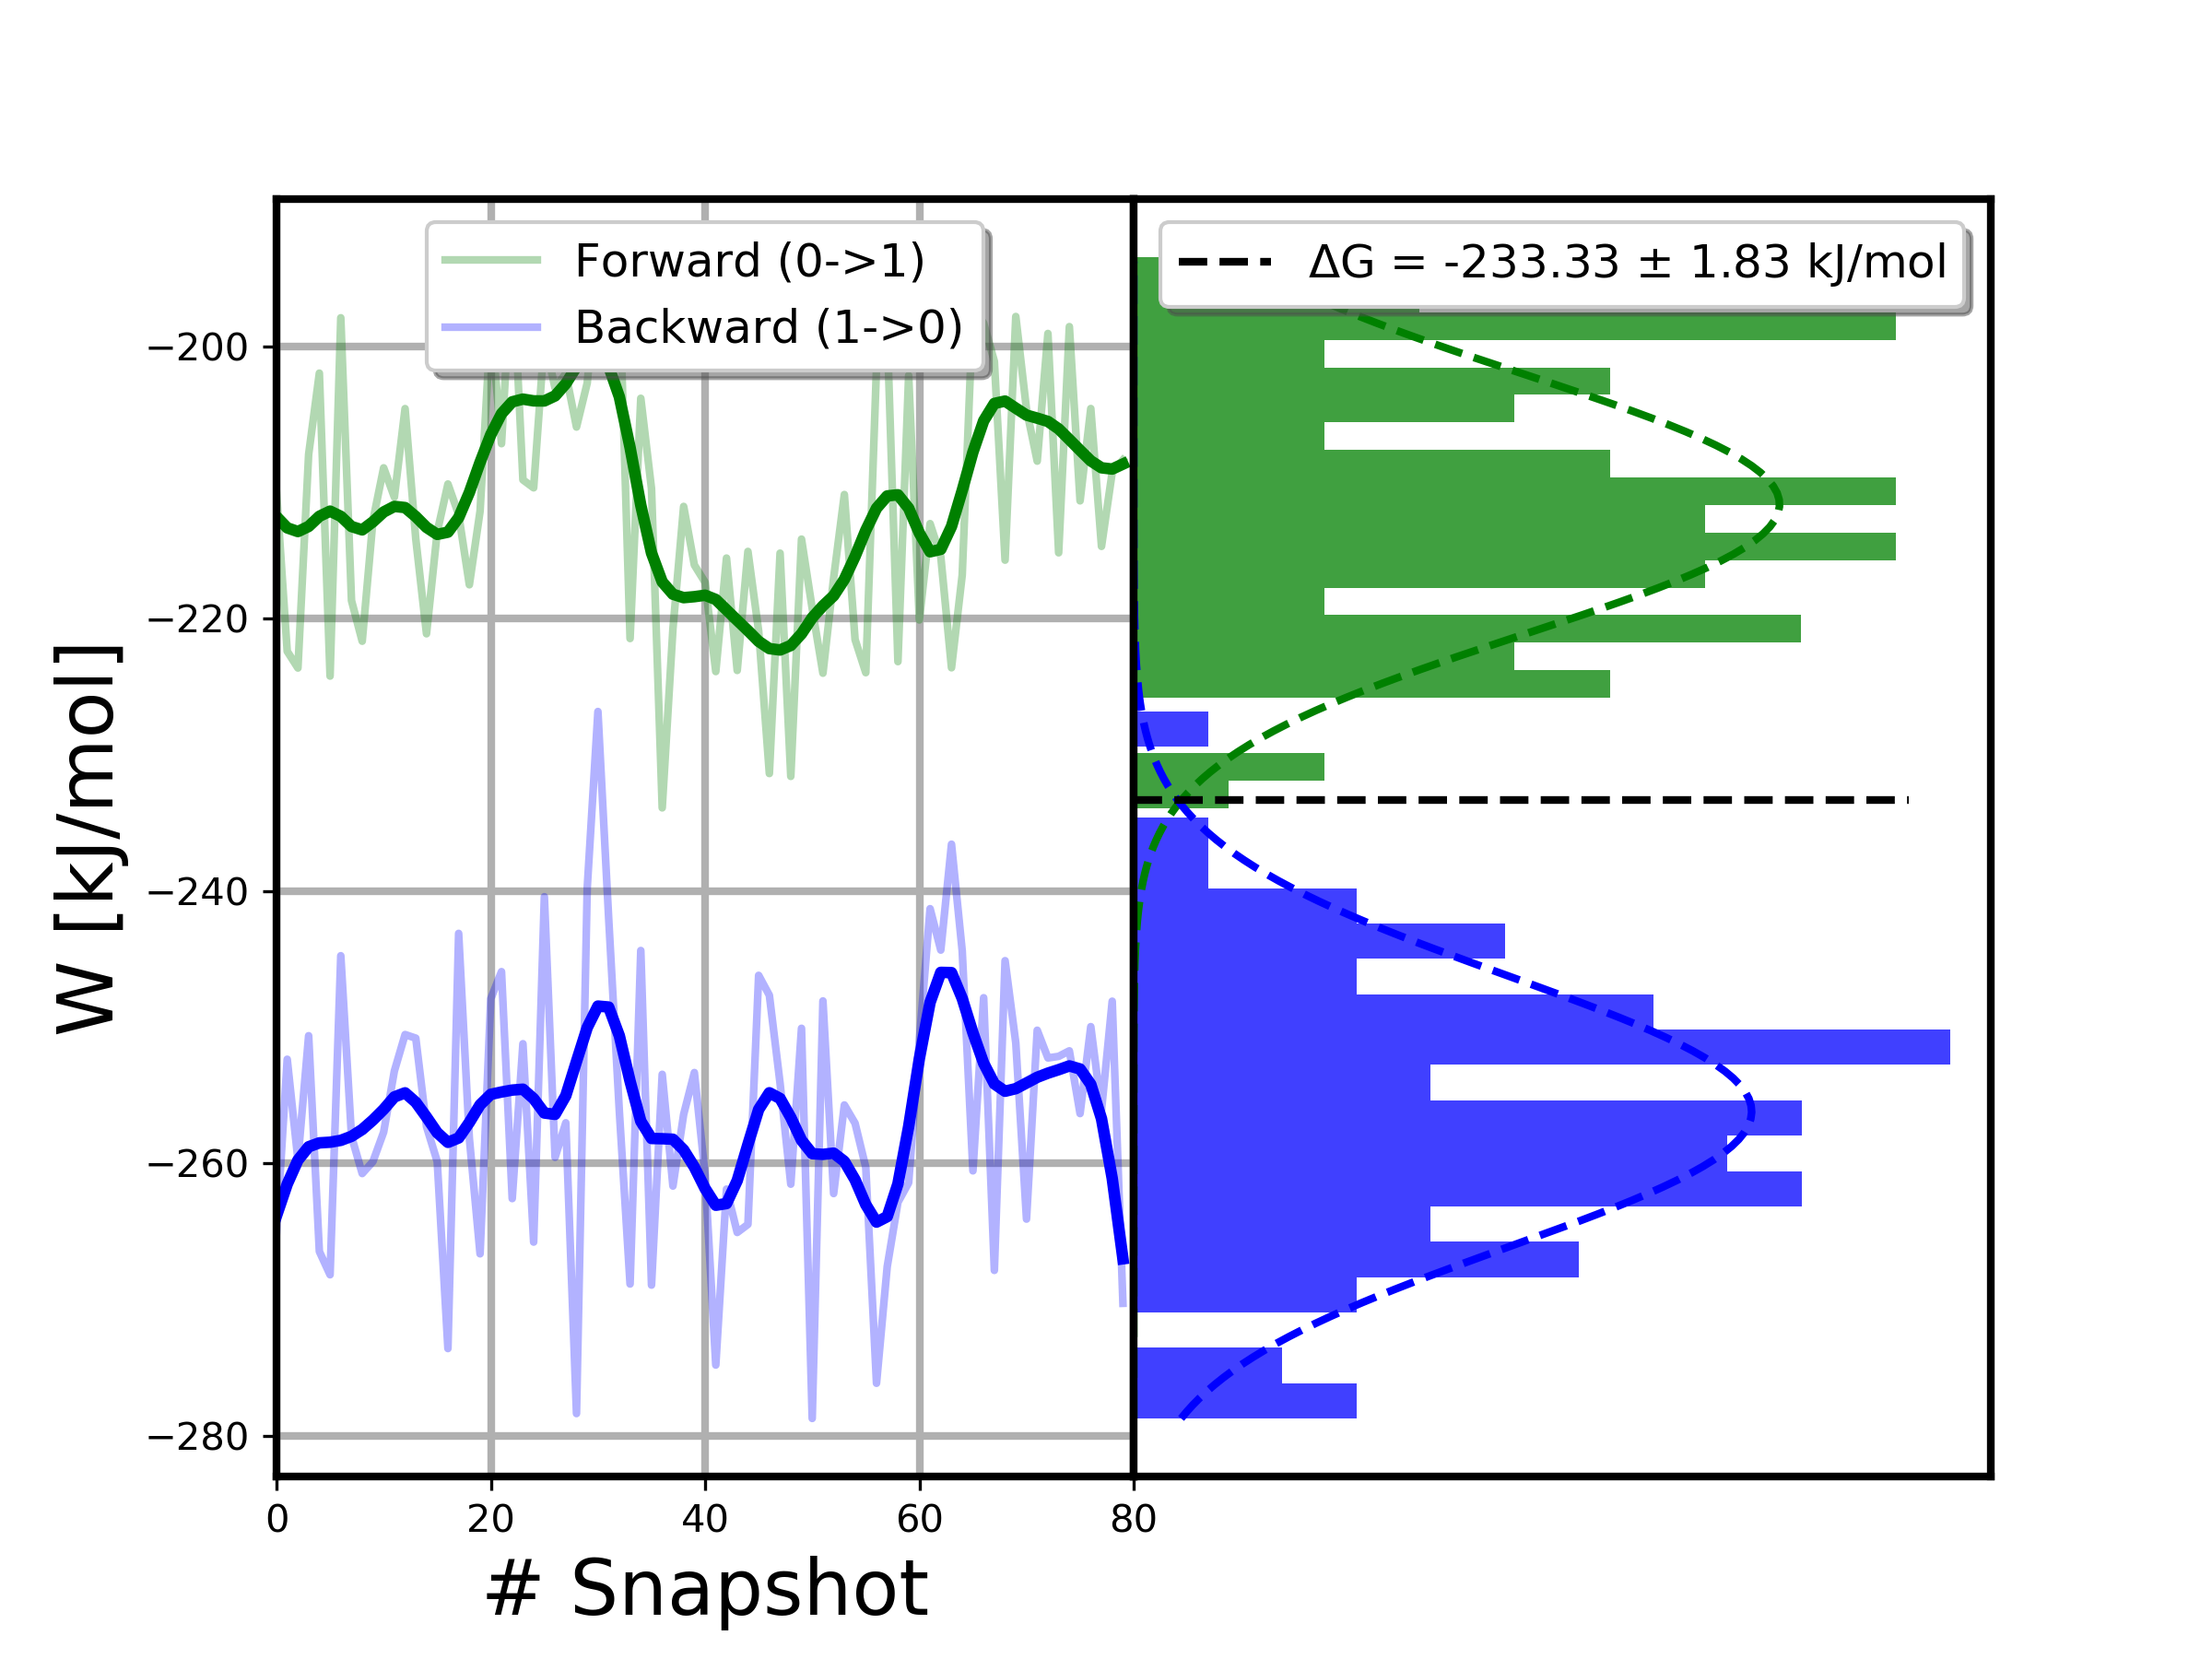 Forward (0->1)
Backward (1->0)
ΔG = -233.33 ± 1.83 kJ/mol
W [kJ/mol]
−200
−220
−240
−260
−280
0 20 40 60 80
# Snapshot